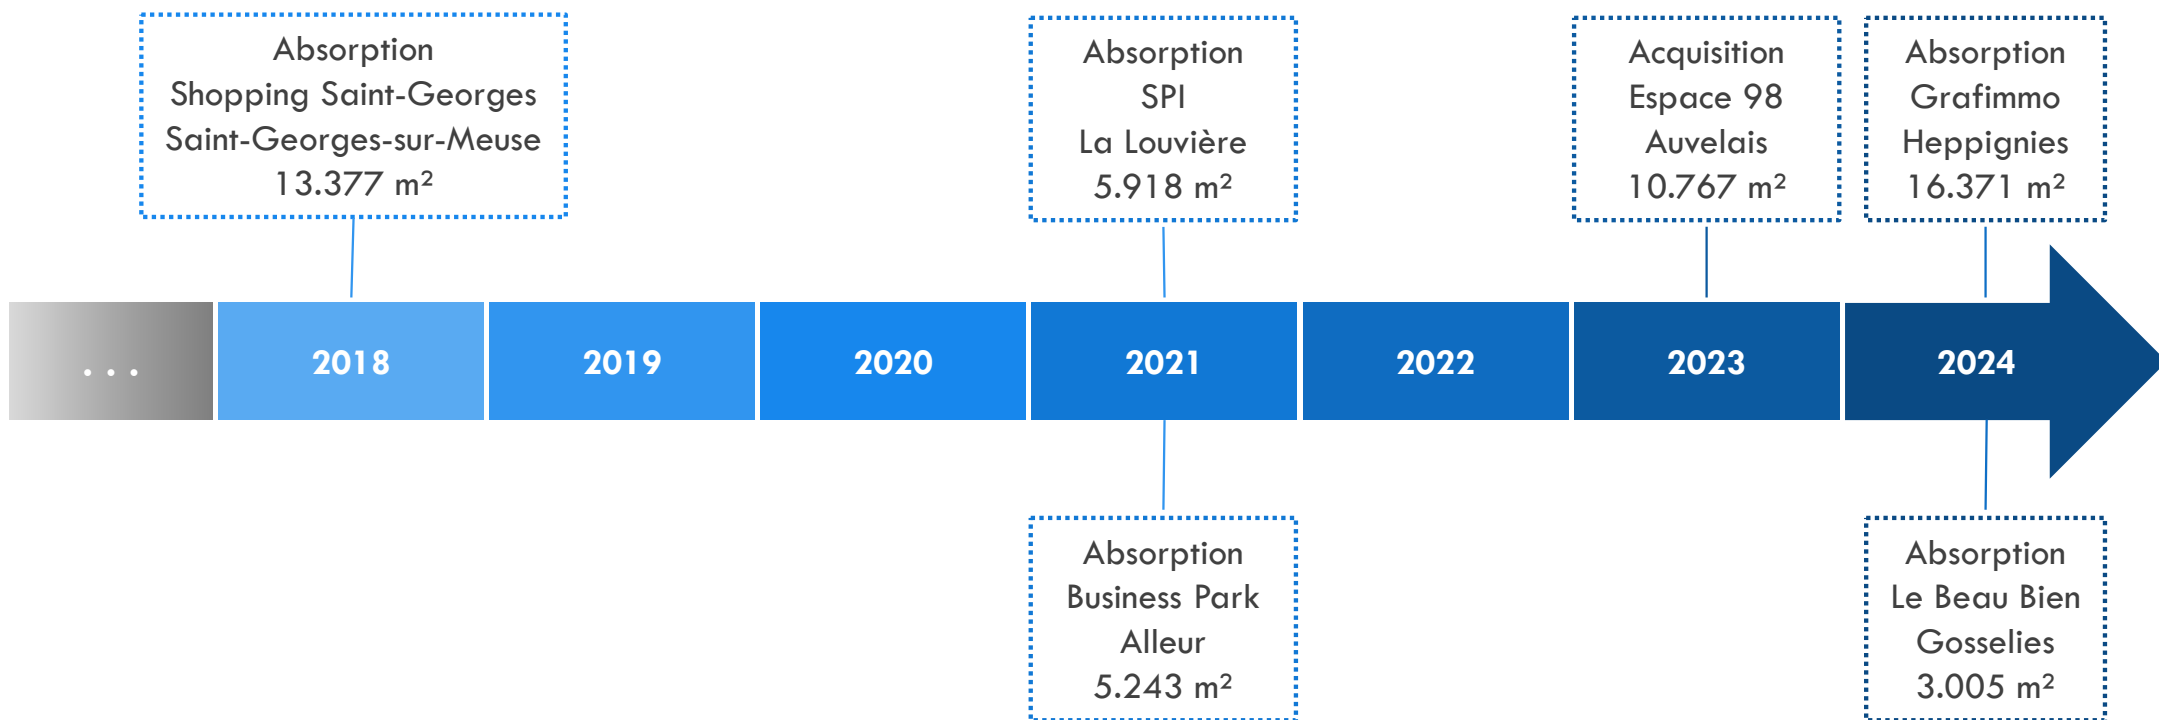 Absorption
Shopping Saint-Georges
Saint-Georges-sur-Meuse
13.377 m²
Absorption
SPI
La Louvière
5.918 m²
Acquisition
Espace 98
Auvelais
10.767 m²
Absorption
Grafimmo
Heppignies
16.371 m²
...
2018
2019
2020
2021
2022
2023
2024
Absorption
Business Park
Alleur
5.243 m²
Absorption
Le Beau Bien
Gosselies
3.005 m²